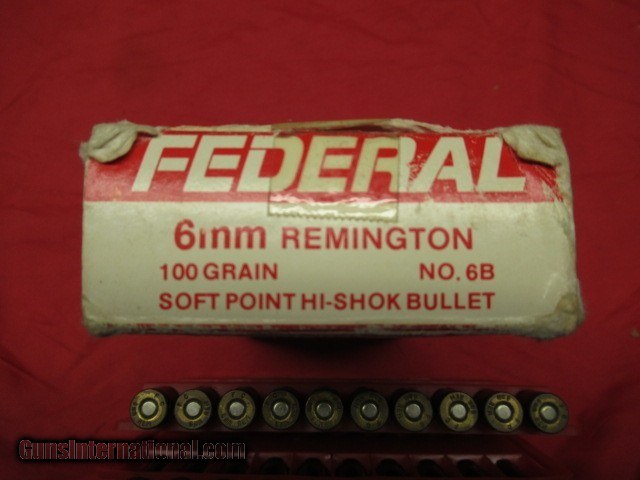 FEDERAL
6mm REMINGTON
100 GRAIN NO. 6B
SOFT POINT HI-SHOK BULLET
GunsInternational.com